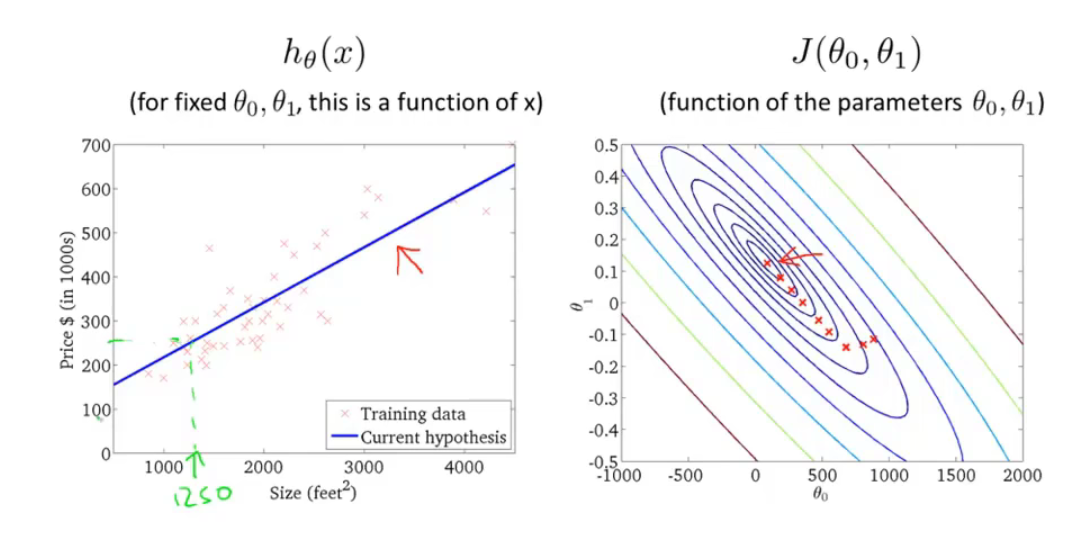 h_θ(x)
(for fixed θ₀, θ₁, this is a function of x)
700
600
500
400
300
200
100
0
Price $ (in 1000s)
1000 2000 3000 4000
Size (feet²)
Training data
Current hypothesis
1250
J(θ₀, θ₁)
(function of the parameters θ₀, θ₁)
0.5
0.4
0.3
0.2
0.1
0
-0.1
-0.2
-0.3
-0.4
-0.5
θ₁
-1000 -500 0 500 1000 1500 2000
θ₀